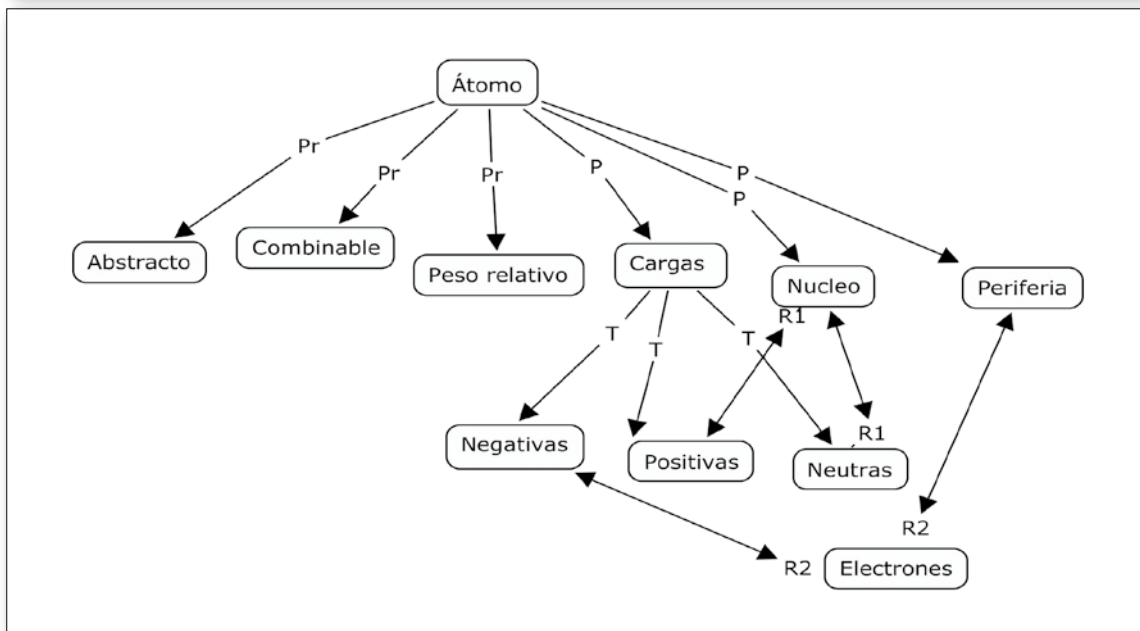 Átomo
Pr
Pr
Pr
P
P
P
Abstracto
Combinable
Peso relativo
Cargas
Nucleo
Periferia
R1
T
T
T
R1
Negativas
Positivas
Neutras
R2
R2
Electrones